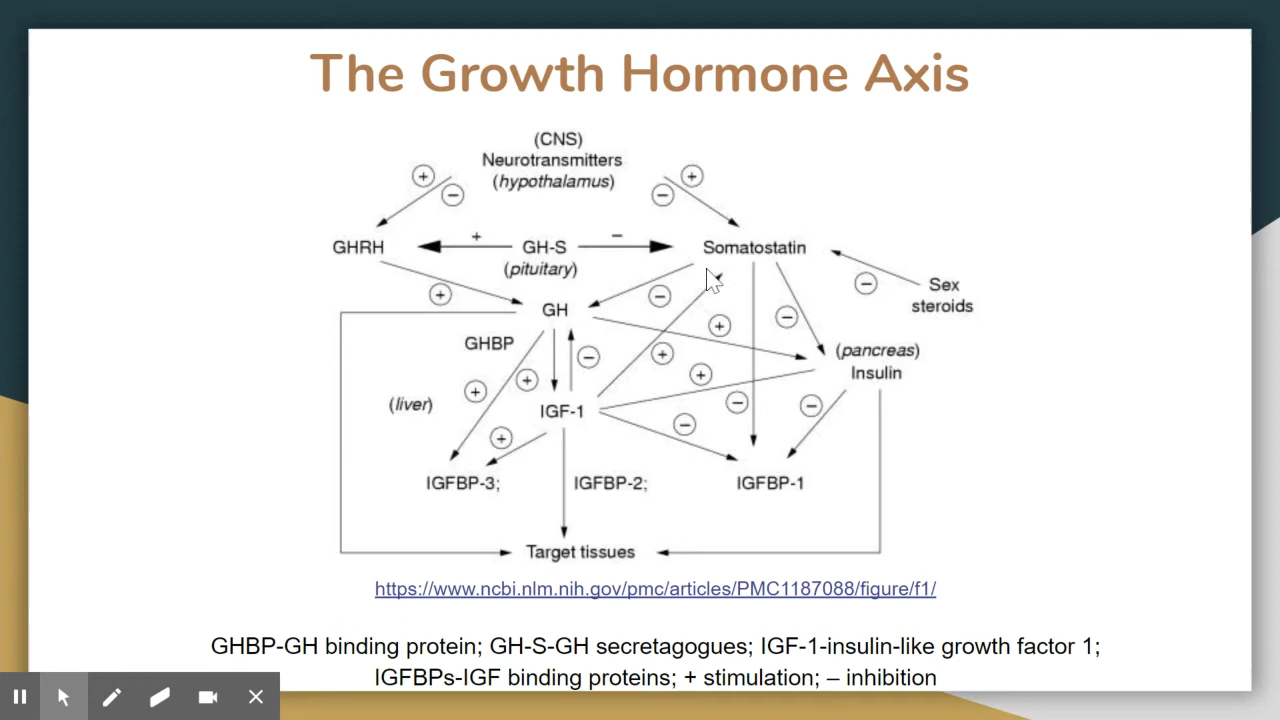 The Growth Hormone Axis
(CNS)
Neurotransmitters
(hypothalamus)
+
−
−
+
GHRH
+
GH-S
−
Somatostatin
(pituitary)
Sex
steroids
−
+
−
GH
+
−
GHBP
−
+
(pancreas)
Insulin
+
+
+
(liver)
IGF-1
−
−
+
−
IGFBP-3;
IGFBP-2;
IGFBP-1
Target tissues
https://www.ncbi.nlm.nih.gov/pmc/articles/PMC1187088/figure/f1/
GHBP-GH binding protein; GH-S-GH secretagogues; IGF-1-insulin-like growth factor 1;
IGFBPs-IGF binding proteins; + stimulation; – inhibition